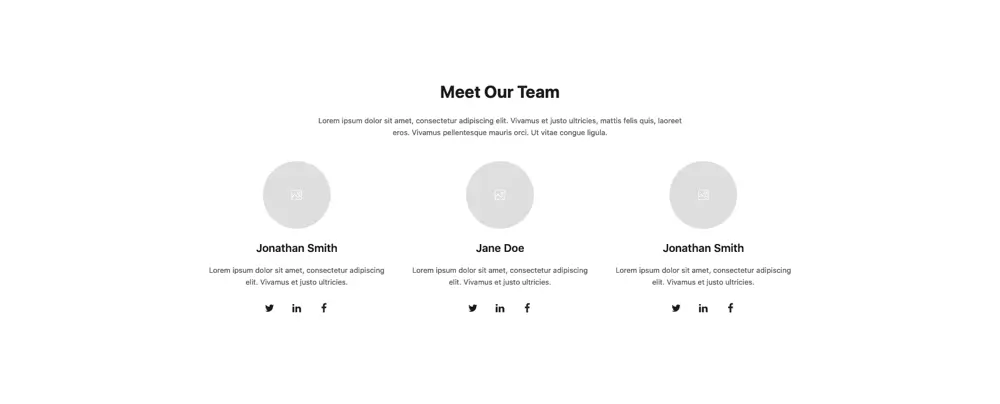 Meet Our Team
Lorem ipsum dolor sit amet, consectetur adipiscing elit. Vivamus et justo ultricies, mattis felis quis, laoreet
eros. Vivamus pellentesque mauris orci. Ut vitae congue ligula.
Jonathan Smith
Lorem ipsum dolor sit amet, consectetur adipiscing
elit. Vivamus et justo ultricies.
Jane Doe
Lorem ipsum dolor sit amet, consectetur adipiscing
elit. Vivamus et justo ultricies.
Jonathan Smith
Lorem ipsum dolor sit amet, consectetur adipiscing
elit. Vivamus et justo ultricies.